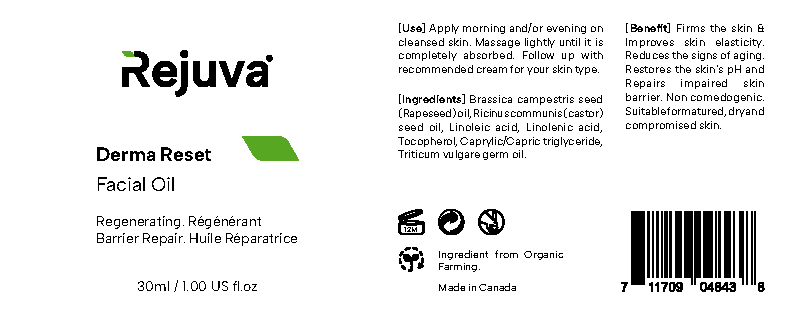 Rejuva
Derma Reset
Facial Oil
Regenerating. Régénérant
Barrier Repair. Huile Réparatrice
30ml / 1.00 US fl.oz
[Use] Apply morning and/or evening on
cleansed skin. Massage lightly until it is
completely absorbed. Follow up with
recommended cream for your skin type.
[Ingredients] Brassica campestris seed
(Rapeseed) oil, Ricinus communis (castor)
seed oil, Linoleic acid, Linolenic acid,
Tocopherol, Caprylic/Capric triglyceride,
Triticum vulgare germ oil.
12M
Ingredient from Organic
Farming.
Made in Canada
[Benefit] Firms the skin &
Improves skin elasticity.
Reduces the signs of aging.
Restores the skin's pH and
Repairs impaired skin
barrier. Non comedogenic.
Suitable for matured, dry and
compromised skin.
7 11709 04643 6